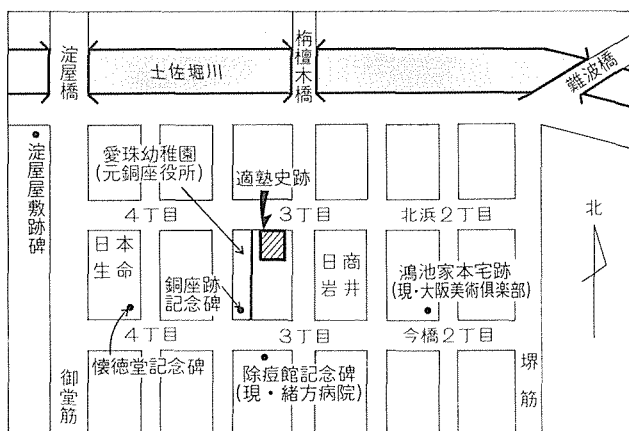 淀屋橋
土佐堀川
栴檀木橋
難波橋
淀屋屋敷跡碑
愛珠幼稚園
(元銅座役所)
適塾史跡
4丁目
3丁目
北浜2丁目
北
日本
生命
銅座跡
記念碑
日商
岩井
鴻池家本宅跡
(現・大阪美術倶楽部)
4丁目
3丁目
今橋2丁目
懐徳堂記念碑
除痘館記念碑
(現・緒方病院)
御堂筋
堺筋